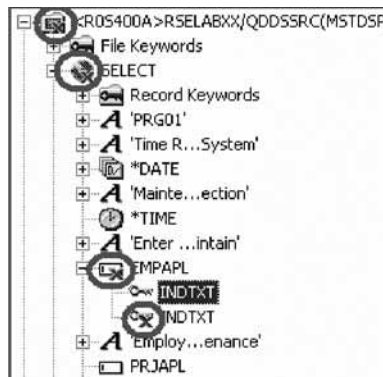 <RO5400A>RSELABXX/QDDSSRC(MSTDSP
File Keywords
SELECT
Record Keywords
'PRG01'
'Time R...System'
*DATE
'Mainte...ection'
*TIME
'Enter ...intain'
EMPAPL
INDTXT
INDTXT
'Employ...enance'
PRJAPL